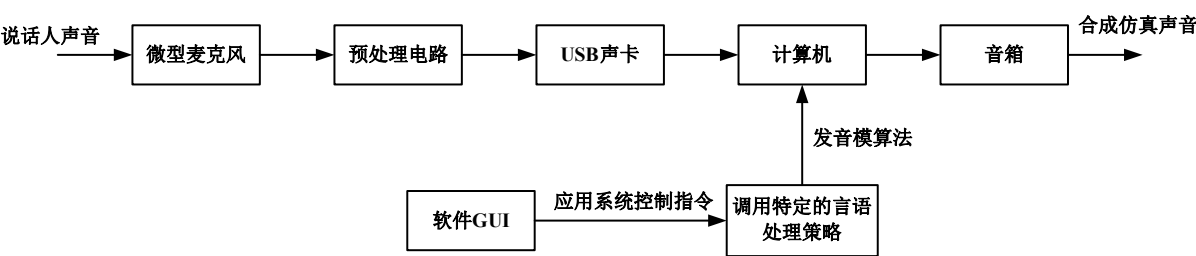 说话人声音
合成仿真声音
微型麦克风
预处理电路
USB声卡
计算机
音箱
发音模算法
软件GUI
应用系统控制指令
调用特定的言语
处理策略